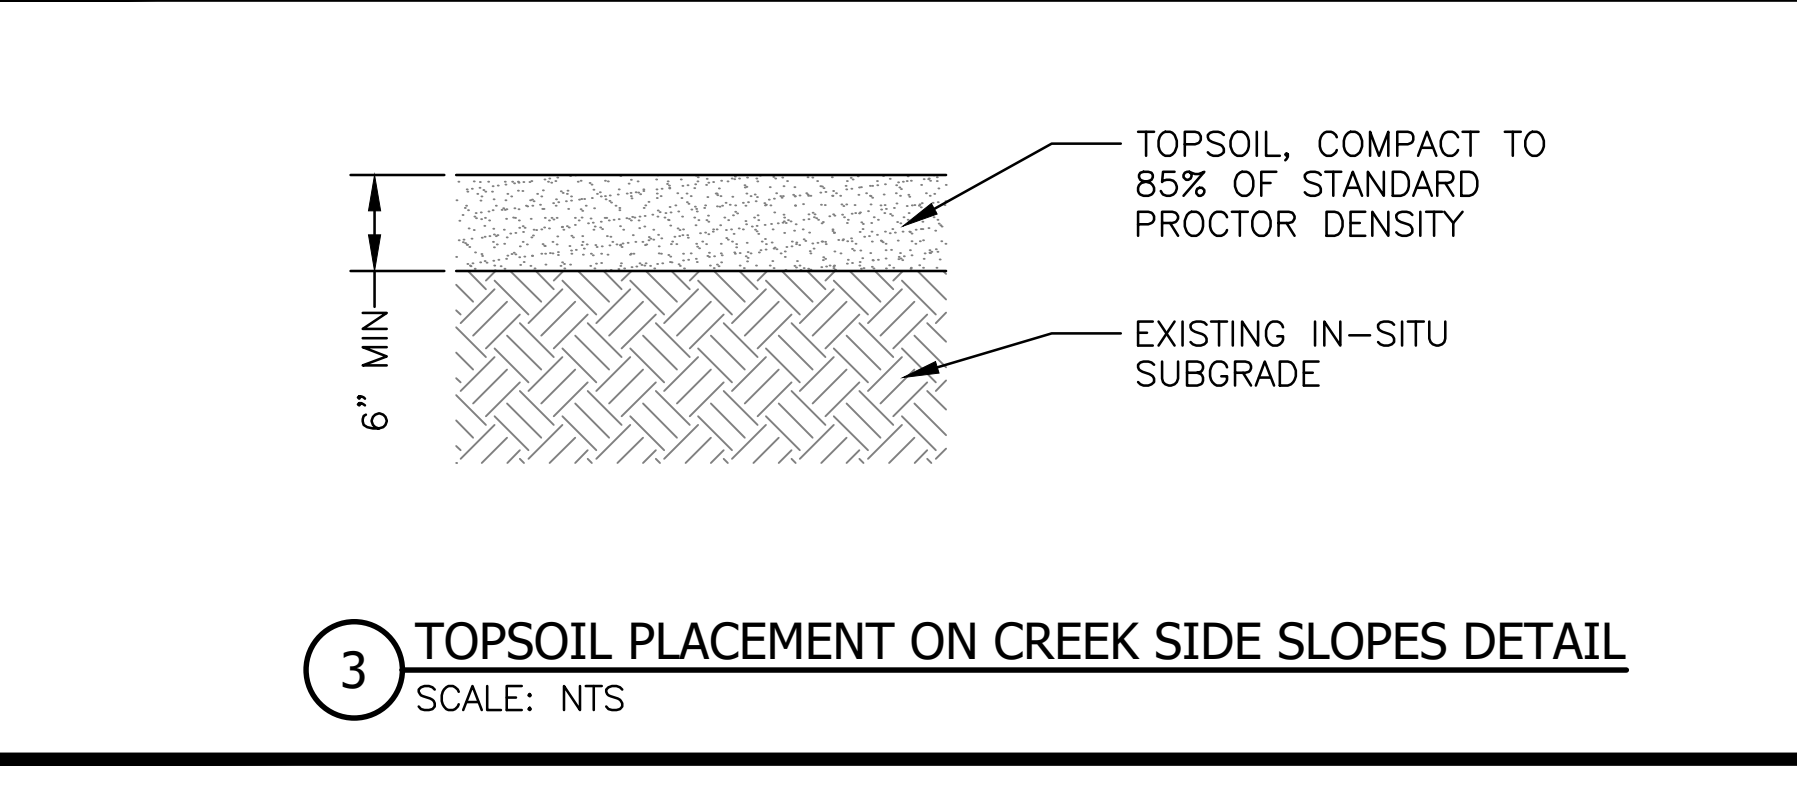 TOPSOIL, COMPACT TO
85% OF STANDARD
PROCTOR DENSITY
6" MIN
EXISTING IN-SITU
SUBGRADE
3
TOPSOIL PLACEMENT ON CREEK SIDE SLOPES DETAIL
SCALE: NTS